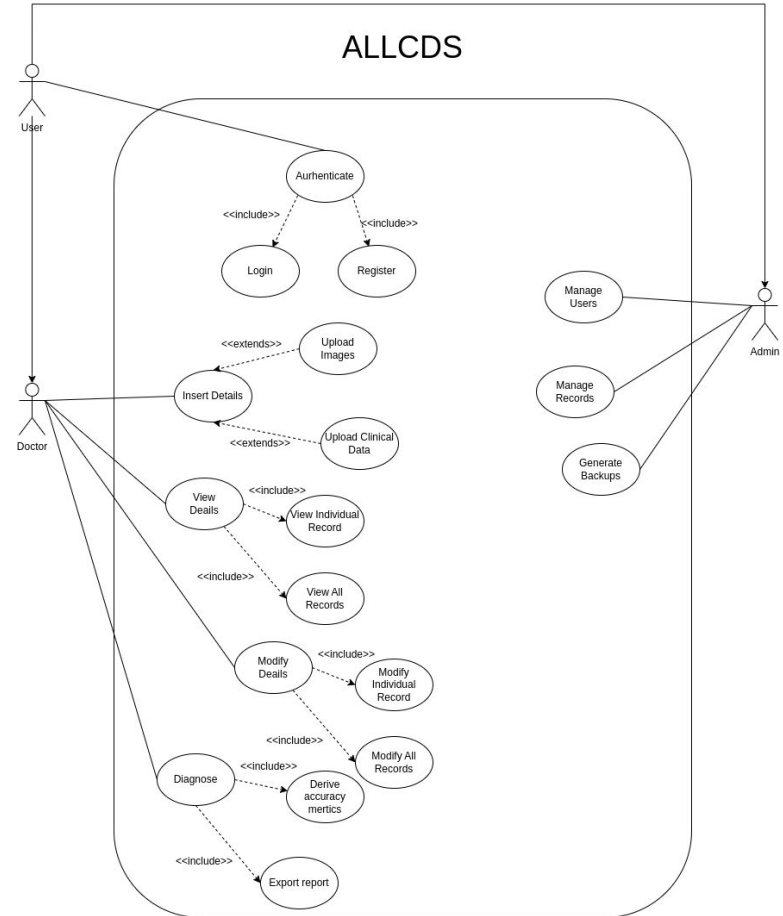 ALLCDS
User
Aurhenticate
<<include>>
<<include>>
Login
Register
Manage
Users
Admin
Upload
Images
<<extends>>
Insert Details
Doctor
Manage
Records
<<extends>>
Upload Clinical
Data
Generate
Backups
View
Deails
<<include>>
View Individual
Record
<<include>>
View All
Records
Modify
Deails
<<include>>
Modify
Individual
Record
<<include>>
Modify All
Records
Diagnose
<<include>>
Derive
accuracy
mertics
<<include>>
Export report